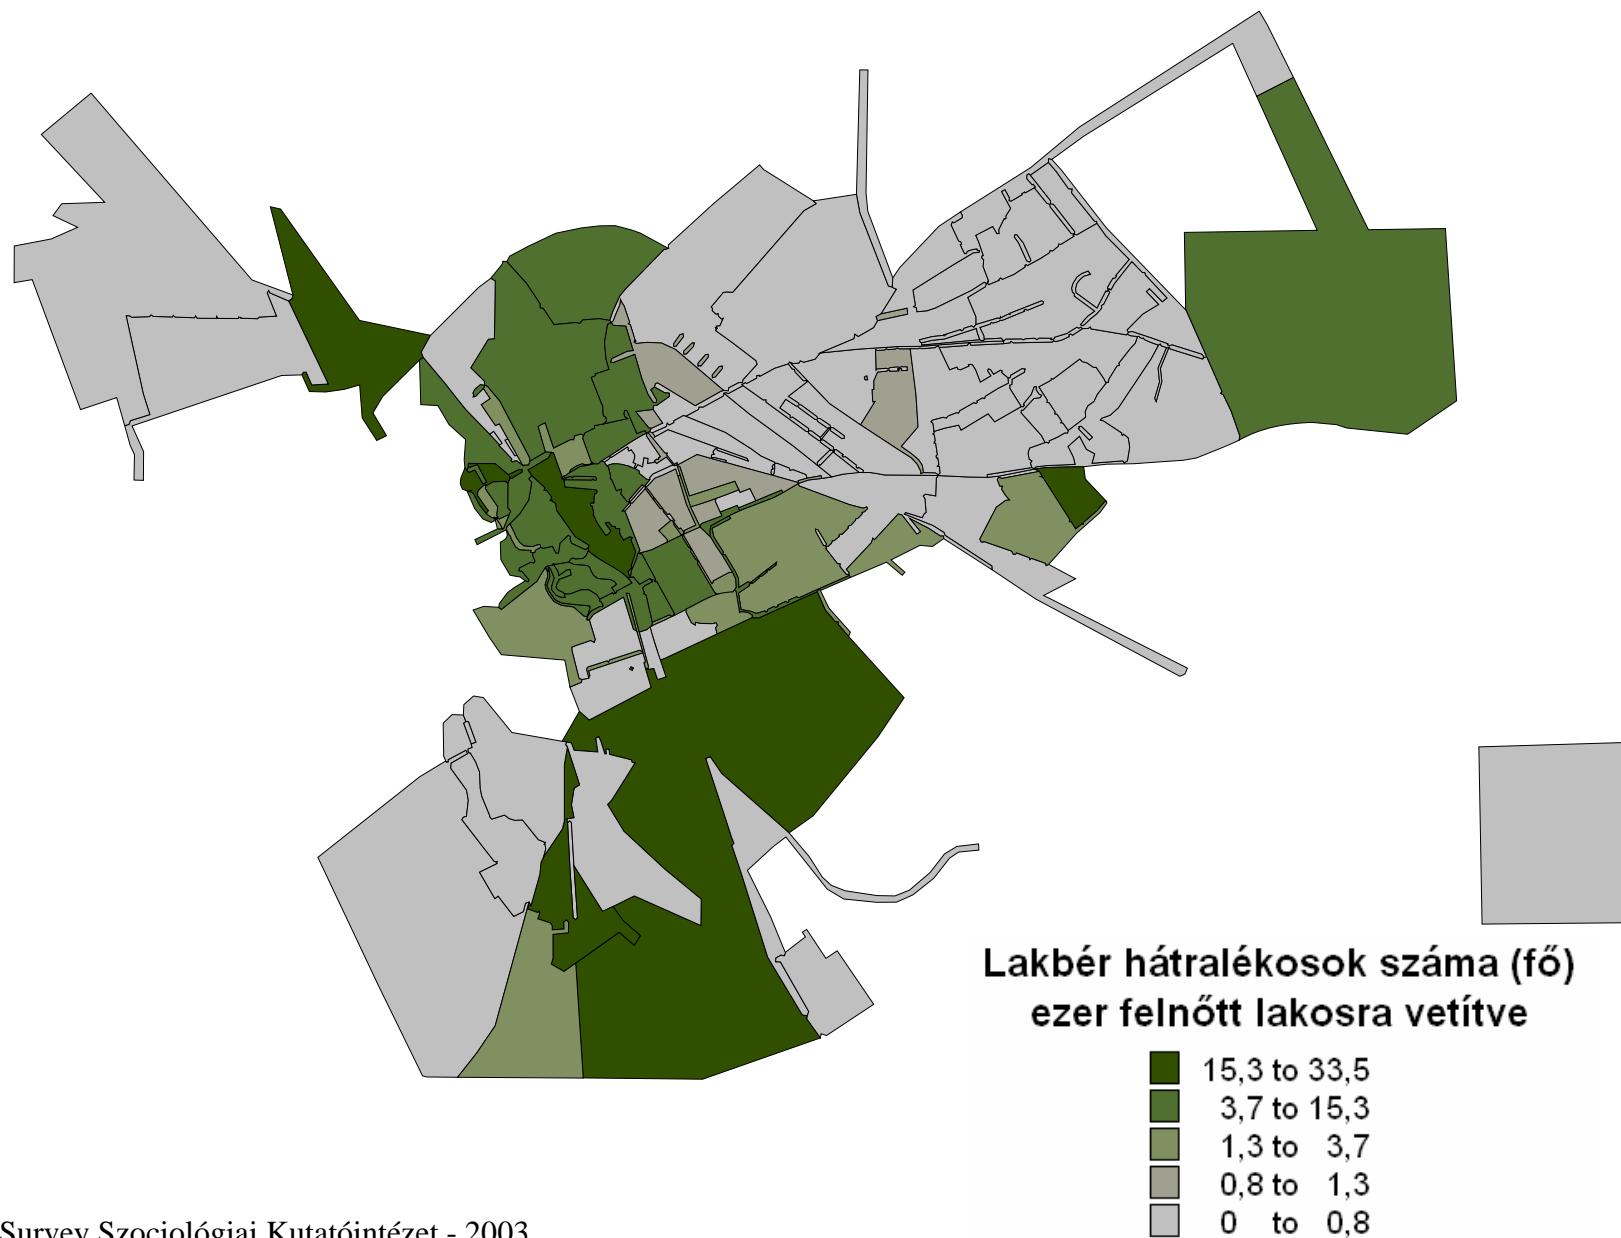 Lakbér hátralékosok száma (fő)
ezer felnőtt lakosra vetítve
15,3 to 33,5
3,7 to 15,3
1,3 to 3,7
0,8 to 1,3
0 to 0,8
Survey Szociológiai Kutatóintézet - 2003